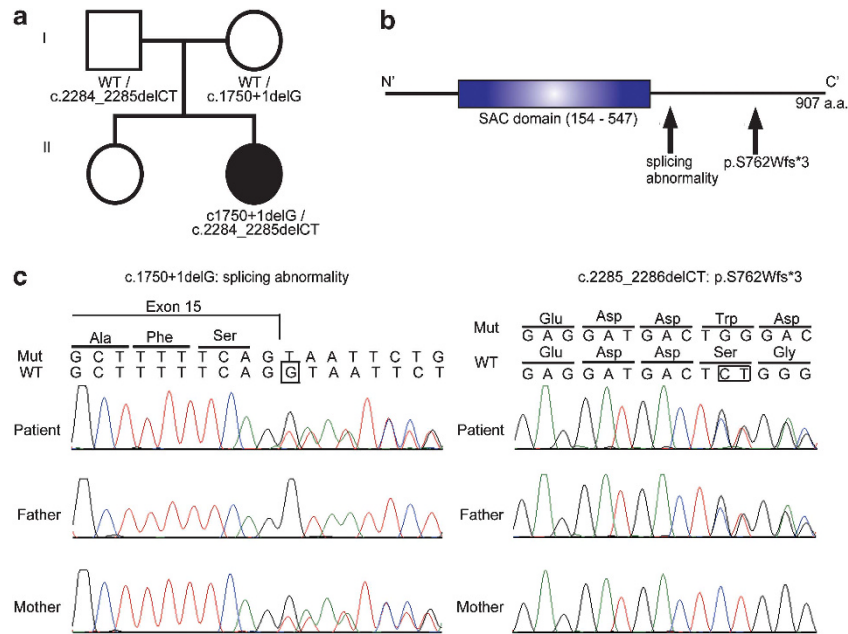 a
I
WT /
c.2284_2285delCT
WT /
c.1750+1delG
II
c1750+1delG /
c.2284_2285delCT
b
N'
C'
907 a.a.
SAC domain (154 - 547)
splicing
abnormality
p.S762Wfs*3
c
c.1750+1delG: splicing abnormality
Exon 15
Ala Phe Ser
Mut G C T T T T T C A G T A A T T C T G
WT G C T T T T T C A G G T A A T T C T
Patient
Father
Mother
c.2285_2286delCT: p.S762Wfs*3
Glu Asp Asp Trp Asp
Mut G A G G A T G A C T G G G A C
Glu Asp Asp Ser Gly
WT G A G G A T G A C T C T G G G
Patient
Father
Mother